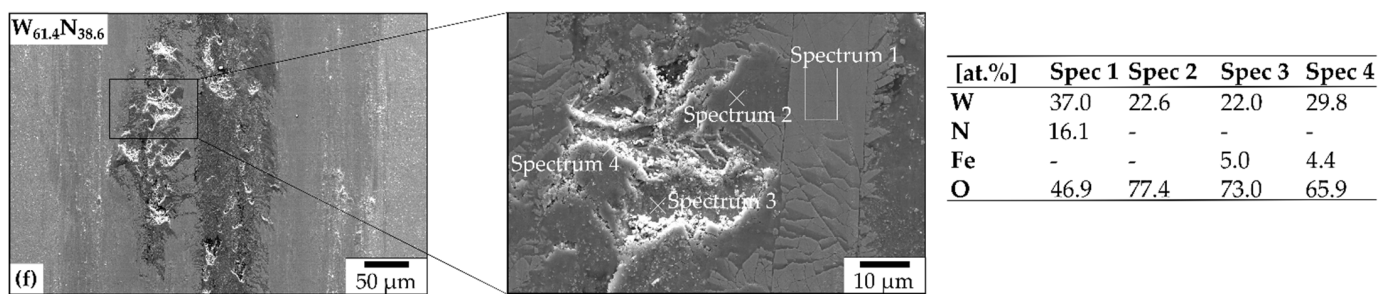 W61.4N38.6
(f)
50 µm
Spectrum 1
Spectrum 2
Spectrum 4
Spectrum 3
10 µm
[at.%] Spec 1 Spec 2 Spec 3 Spec 4
W 37.0 22.6 22.0 29.8
N 16.1 - - -
Fe - - 5.0 4.4
O 46.9 77.4 73.0 65.9